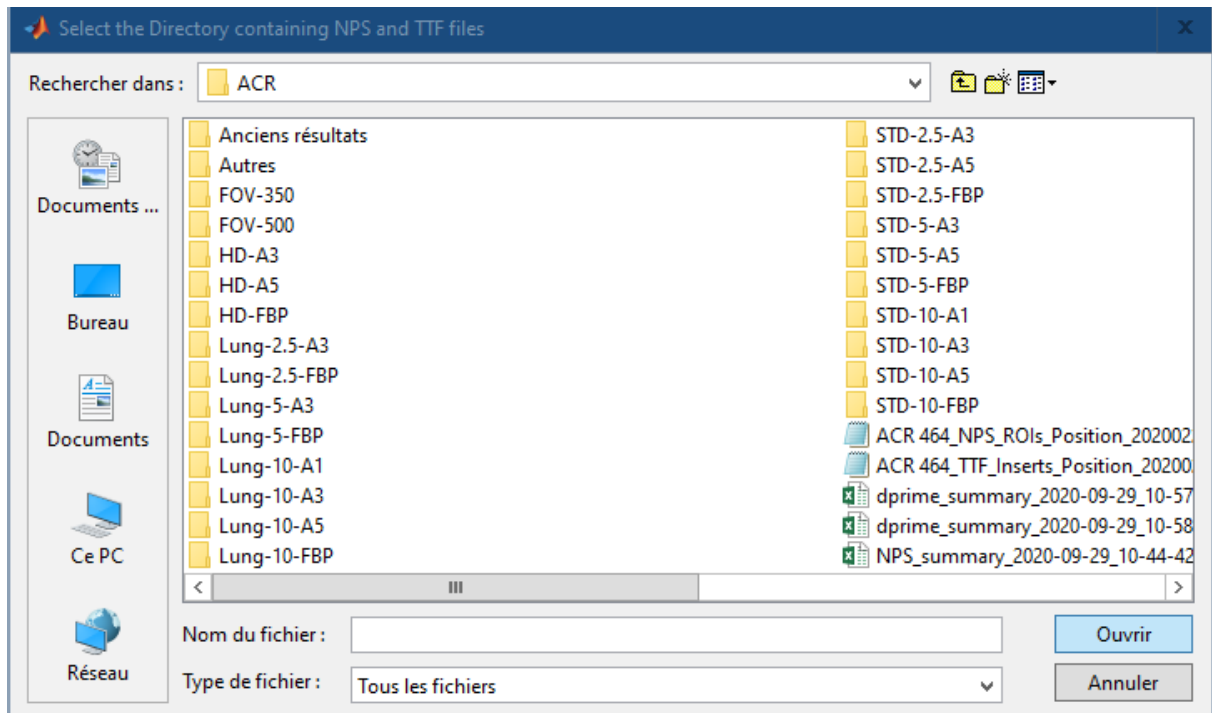 Select the Directory containing NPS and TTF files
Rechercher dans :
ACR
Documents ...
Bureau
Documents
Ce PC
Réseau
Anciens résultats
Autres
FOV-350
FOV-500
HD-A3
HD-A5
HD-FBP
Lung-2.5-A3
Lung-2.5-FBP
Lung-5-A3
Lung-5-FBP
Lung-10-A1
Lung-10-A3
Lung-10-A5
Lung-10-FBP
STD-2.5-A3
STD-2.5-A5
STD-2.5-FBP
STD-5-A3
STD-5-A5
STD-5-FBP
STD-10-A1
STD-10-A3
STD-10-A5
STD-10-FBP
ACR 464_NPS_ROIs_Position_202002
ACR 464_TTF_Inserts_Position_20200
dprime_summary_2020-09-29_10-57
dprime_summary_2020-09-29_10-58
NPS_summary_2020-09-29_10-44-42
Nom du fichier :
Ouvrir
Type de fichier :
Tous les fichiers
Annuler